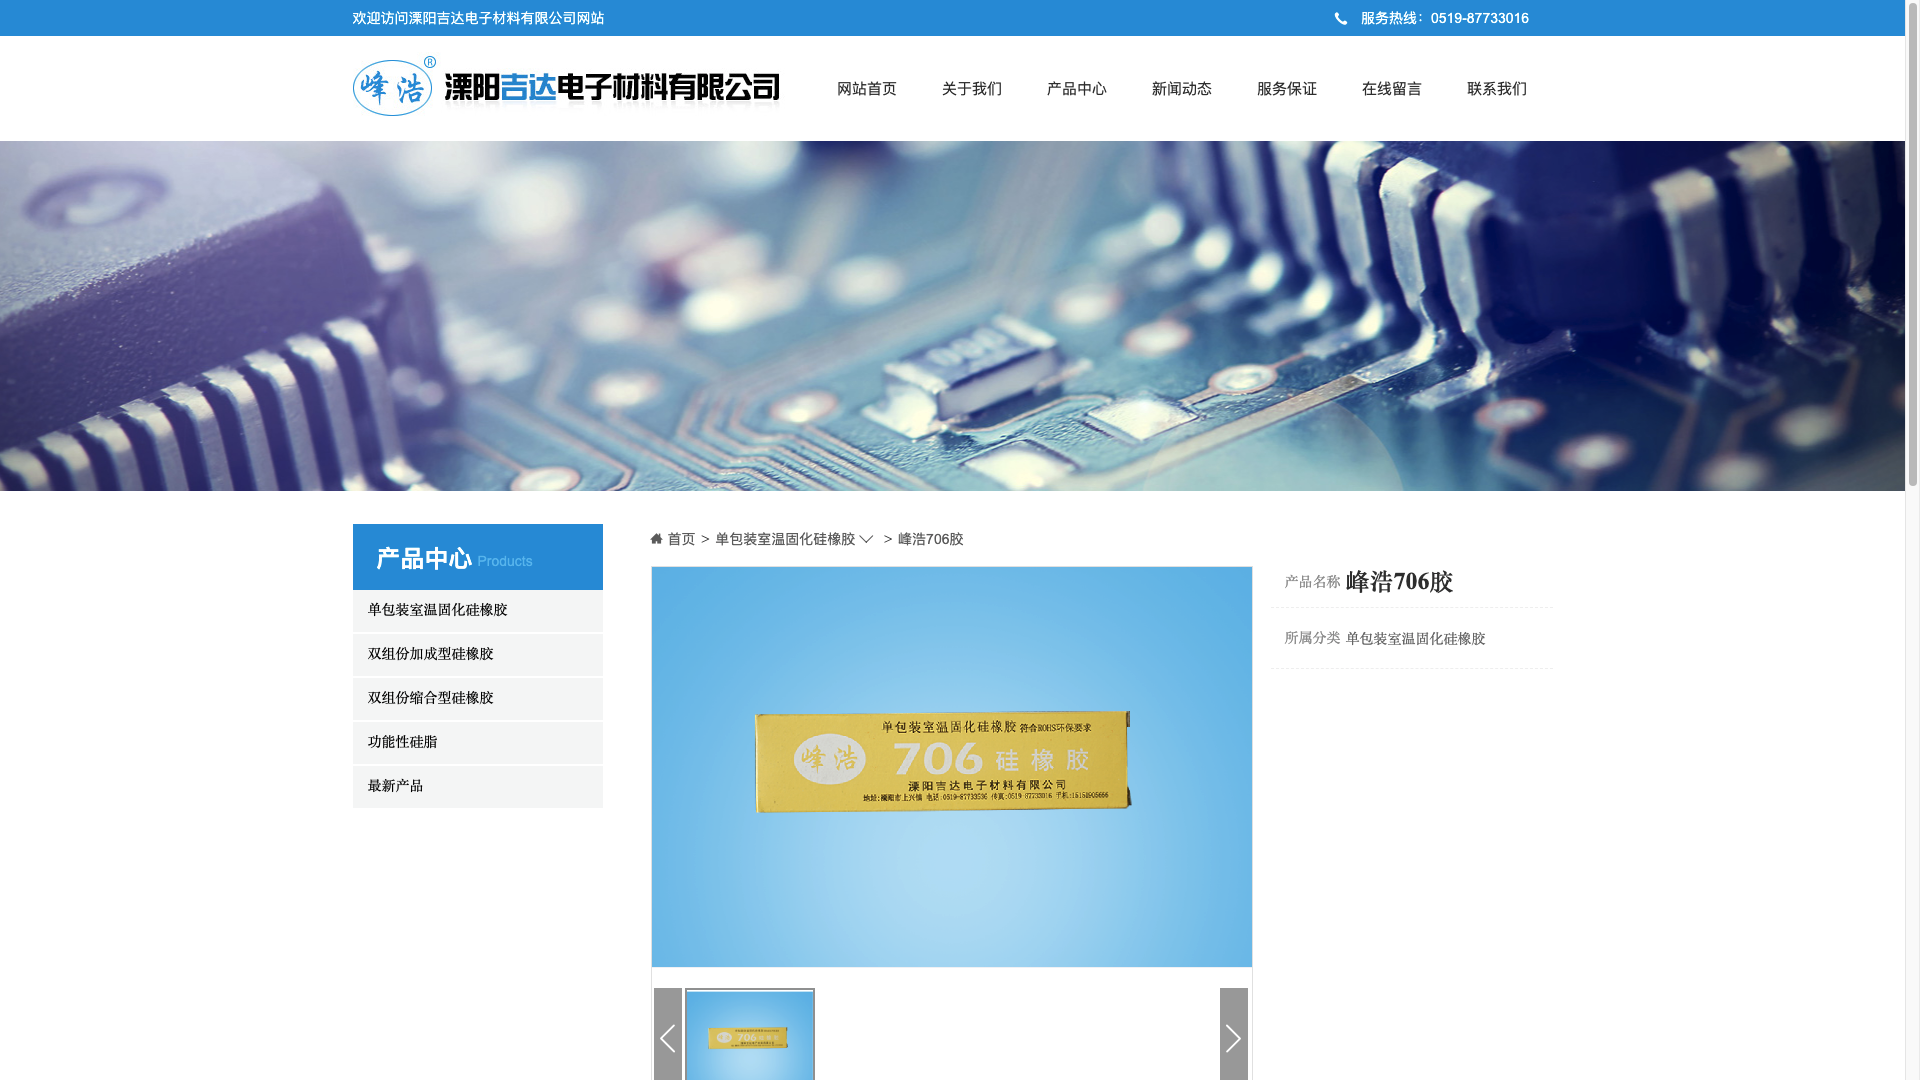 欢迎访问溧阳吉达电子材料有限公司网站
服务热线：0519-87733016
峰浩®
溧阳吉达电子材料有限公司
网站首页
关于我们
产品中心
新闻动态
服务保证
在线留言
联系我们
产品中心 Products
单包装室温固化硅橡胶
双组份加成型硅橡胶
双组份缩合型硅橡胶
功能性硅脂
最新产品
首页 > 单包装室温固化硅橡胶 > 峰浩706胶
单包装室温固化硅橡胶 符合ROHS环保要求
峰浩
706 硅橡胶
溧阳吉达电子材料有限公司
地址:溧阳市上兴镇 电话:0519-87733536 传真:0519 87733016 手机:15150905666
产品名称 峰浩706胶
所属分类 单包装室温固化硅橡胶